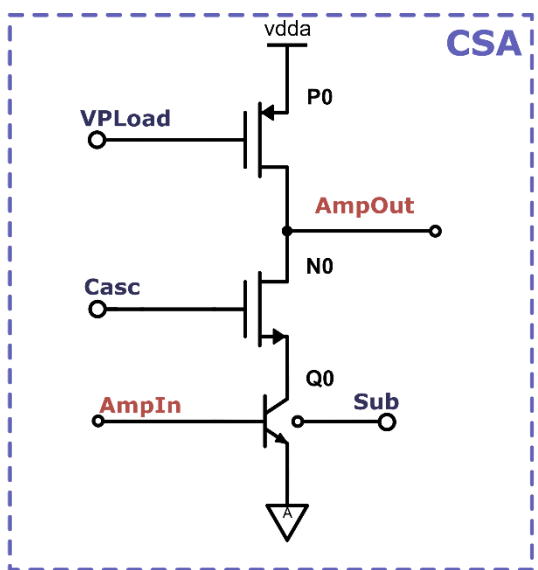 vdda
CSA
P0
VPLoad
AmpOut
N0
Casc
Q0
AmpIn
Sub
A